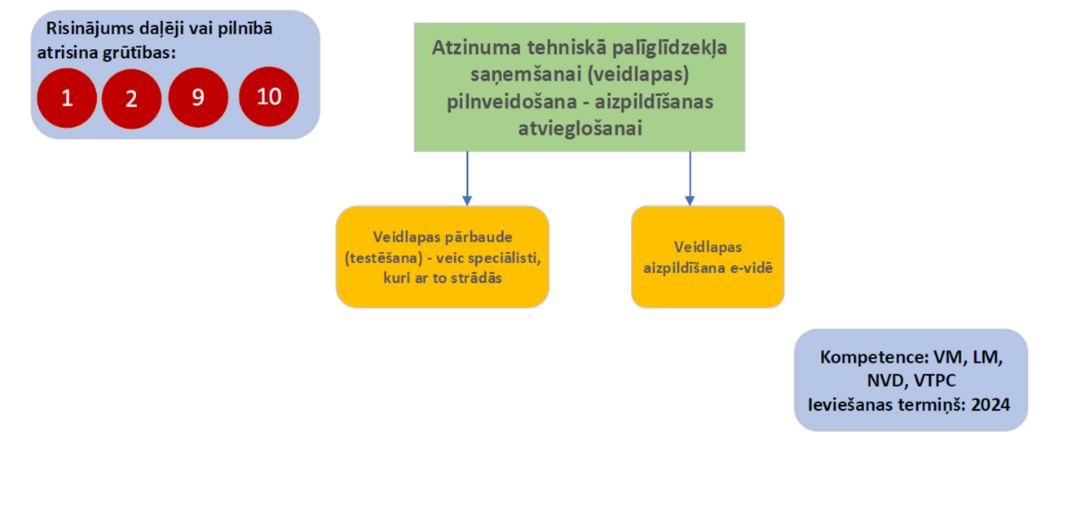 Risinājums daļēji vai pilnībā
atrisina grūtības:
1 2 9 10
Atzinuma tehniskā palīglīdzekļa
saņemšanai (veidlapas)
pilnveidošana - aizpildīšanas
atvieglošanai
Veidlapas pārbaude
(testēšana) - veic speciālisti,
kuri ar to strādās
Veidlapas
aizpildīšana e-vidē
Kompetence: VM, LM,
NVD, VTPC
Ieviešanas termiņš: 2024